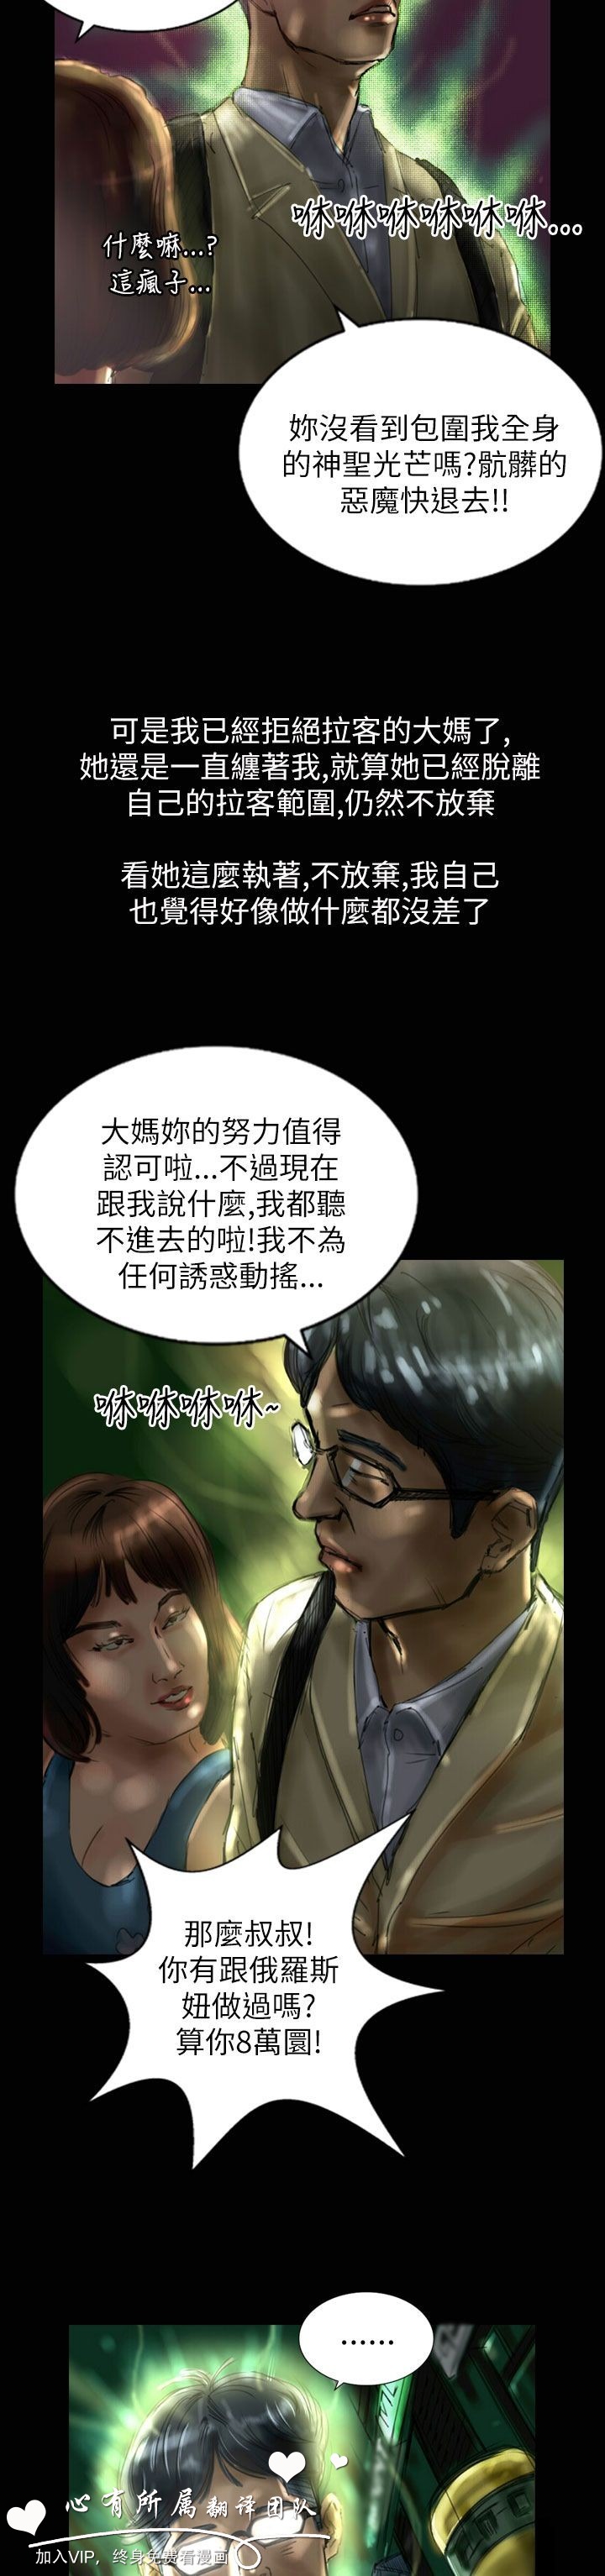 咻咻咻咻咻咻...
什麼嘛...?
這瘋子...
妳沒看到包圍我全身
的神聖光芒嗎?骯髒的
惡魔快退去!!
可是我已經拒絕拉客的大媽了,
她還是一直纏著我,就算她已經脫離
自己的拉客範圍,仍然不放棄
看她這麼執著,不放棄,我自己
也覺得好像做什麼都沒差了
大媽妳的努力值得
認可啦...不過現在
跟我說什麼,我都聽
不進去的啦!我不為
任何誘惑動搖...
咻咻咻咻~
那麼叔叔!
你有跟俄羅斯
妞做過嗎?
算你8萬圜!
......
心有所属翻译团队
加入VIP，终身免费看漫画